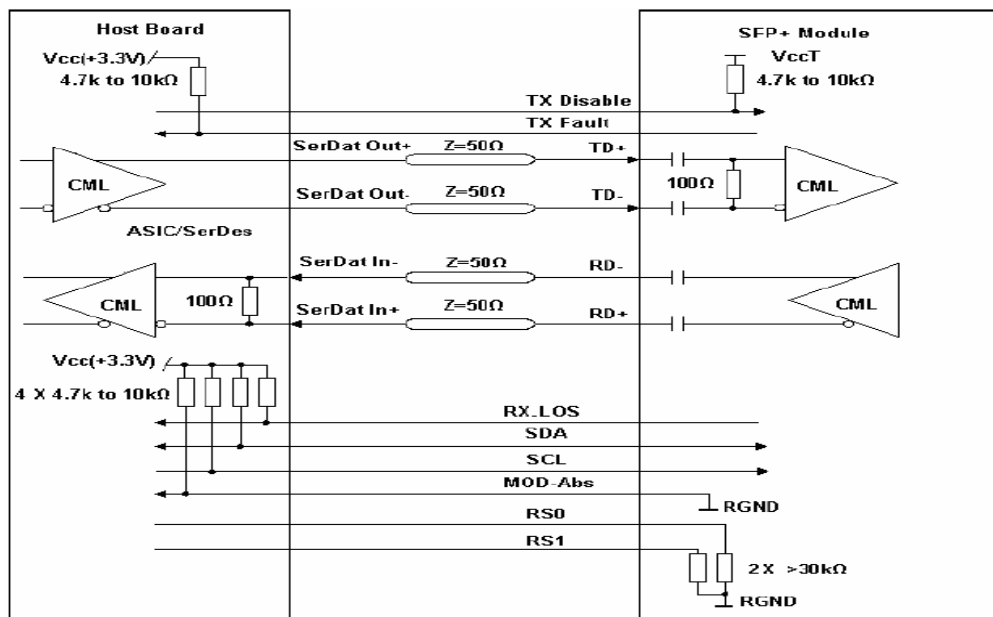 Host Board
SFP+ Module
Vcc(+3.3V)
4.7k to 10kΩ
VccT
4.7k to 10kΩ
TX Disable
TX Fault
SerDat Out+
Z=50Ω
TD+
CML
100Ω
CML
SerDat Out-
Z=50Ω
TD-
ASIC/SerDes
SerDat In-
Z=50Ω
RD-
CML
100Ω
CML
SerDat In+
Z=50Ω
RD+
Vcc(+3.3V)
4 X 4.7k to 10kΩ
RX_LOS
SDA
SCL
MOD-Abs
RGND
RS0
RS1
2X >30kΩ
RGND